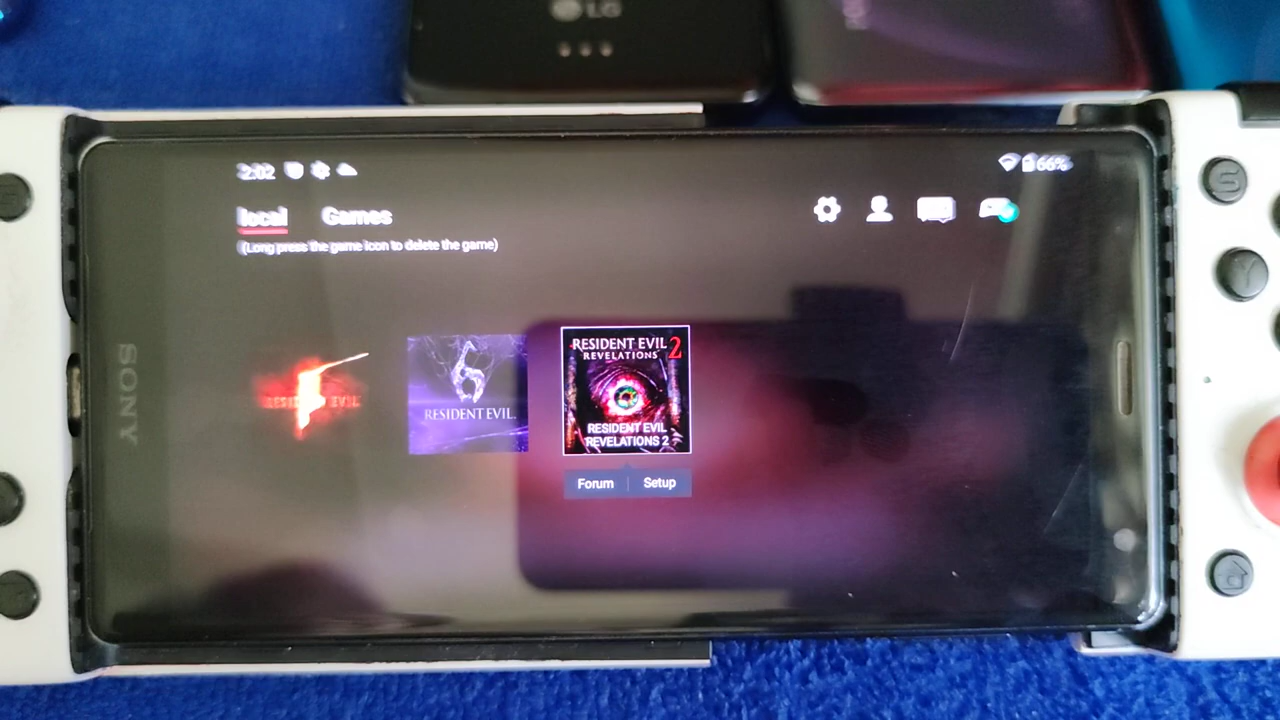 LG
2:02
66%
local Games
(Long press the game icon to delete the game)
SONY
RESIDENT EVIL
6
RESIDENT EVIL.
RESIDENT EVIL 2
REVELATIONS
RESIDENT EVIL
REVELATIONS 2
Forum | Setup
S
Y